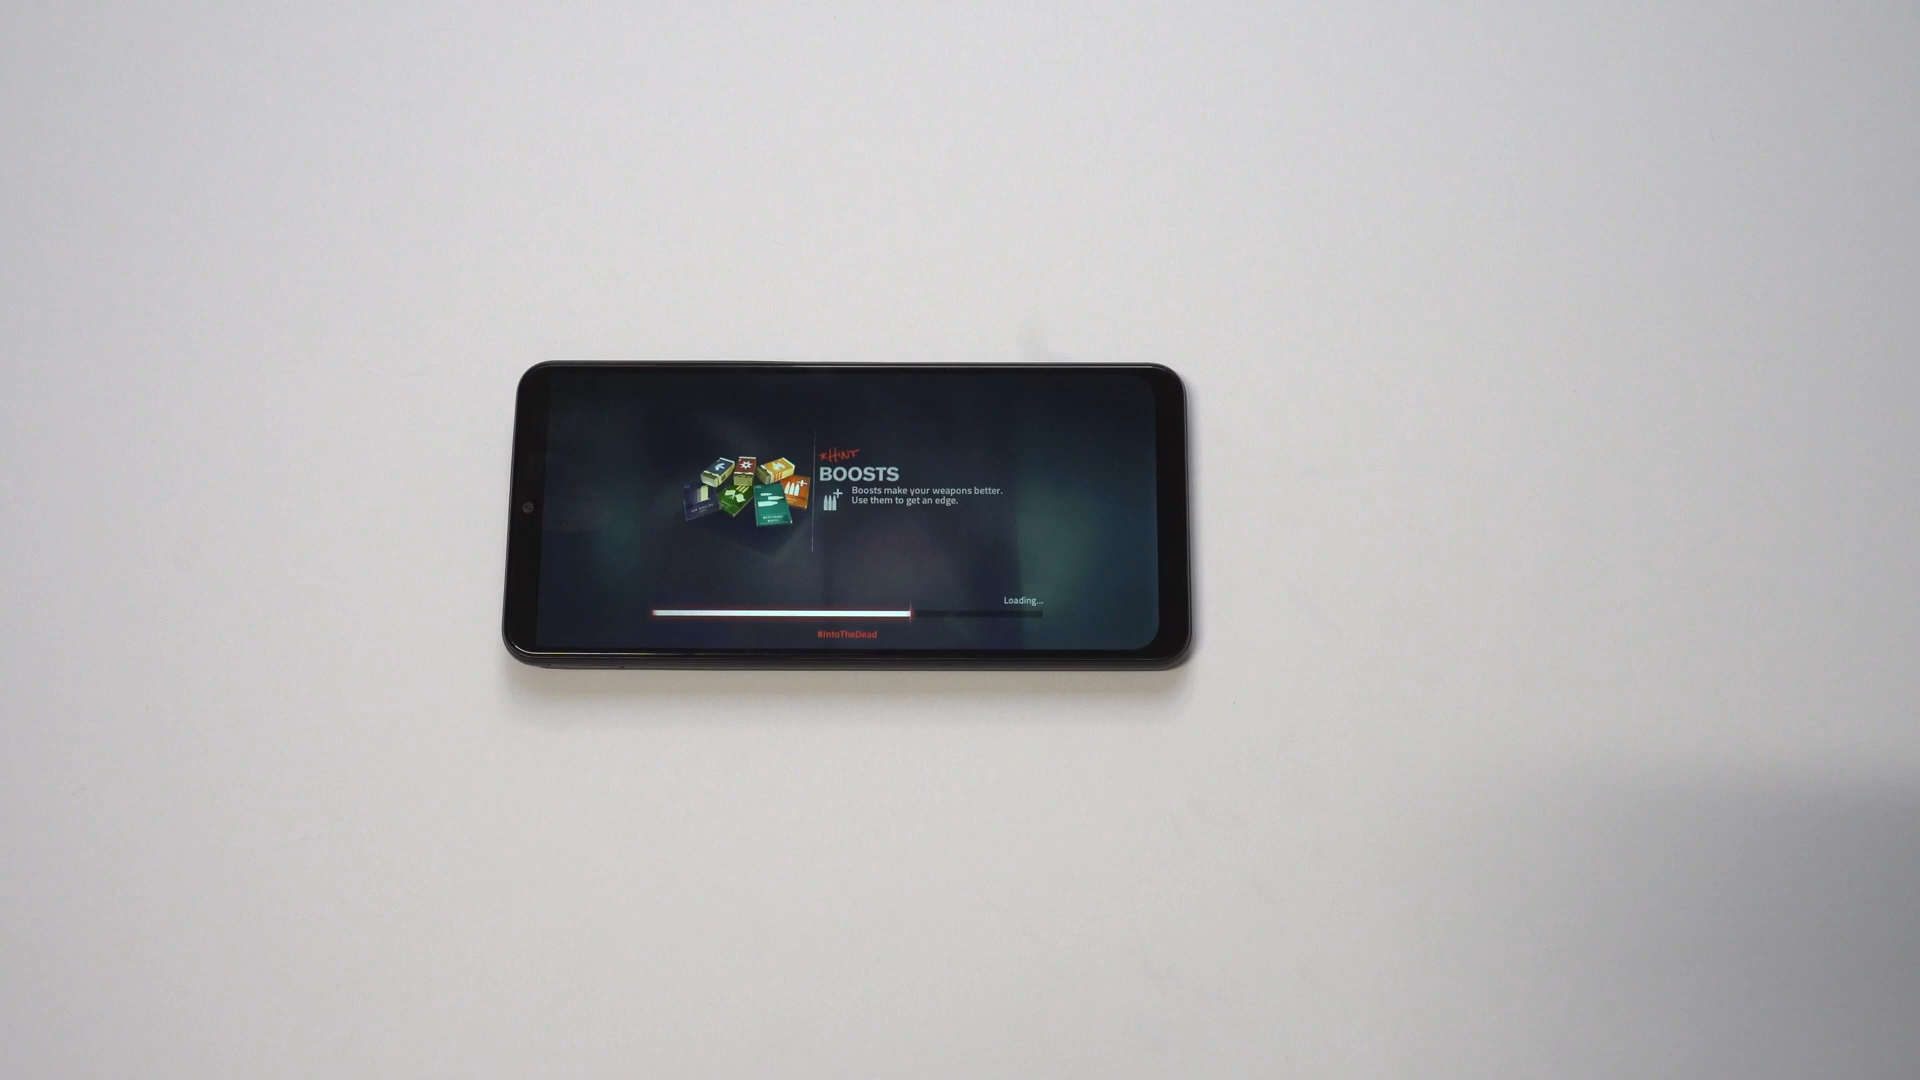 *HINT
BOOSTS
Boosts make your weapons better.
Use them to get an edge.
Loading...
#IntoTheDead